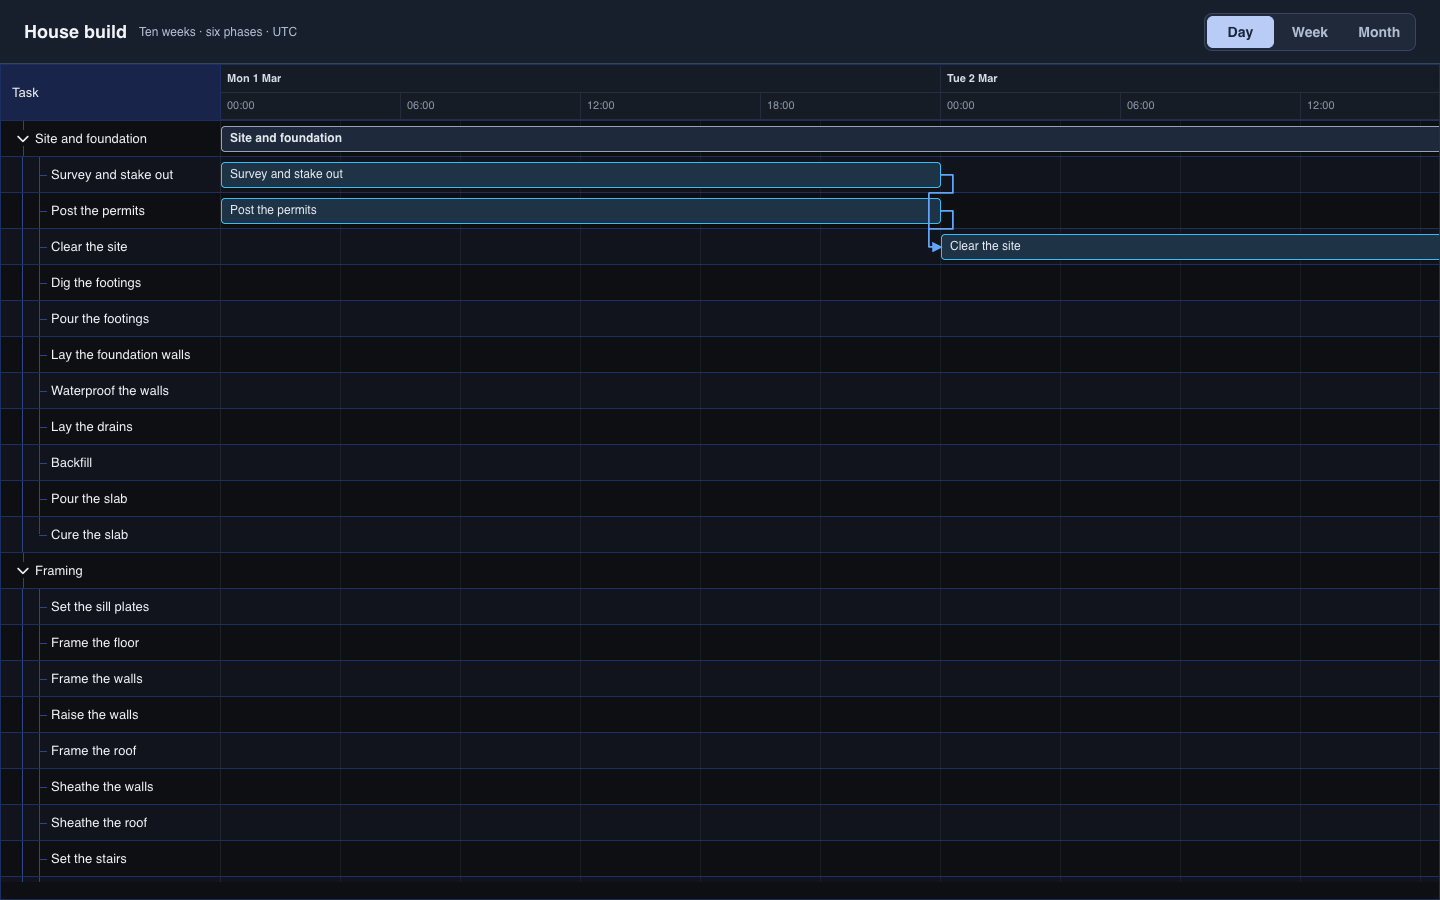 House build
Ten weeks · six phases · UTC
Day
Week
Month
Task
Mon 1 Mar
Tue 2 Mar
00:00
06:00
12:00
18:00
00:00
06:00
12:00
Site and foundation
Site and foundation
Survey and stake out
Survey and stake out
Post the permits
Post the permits
Clear the site
Clear the site
Dig the footings
Pour the footings
Lay the foundation walls
Waterproof the walls
Lay the drains
Backfill
Pour the slab
Cure the slab
Framing
Set the sill plates
Frame the floor
Frame the walls
Raise the walls
Frame the roof
Sheathe the walls
Sheathe the roof
Set the stairs